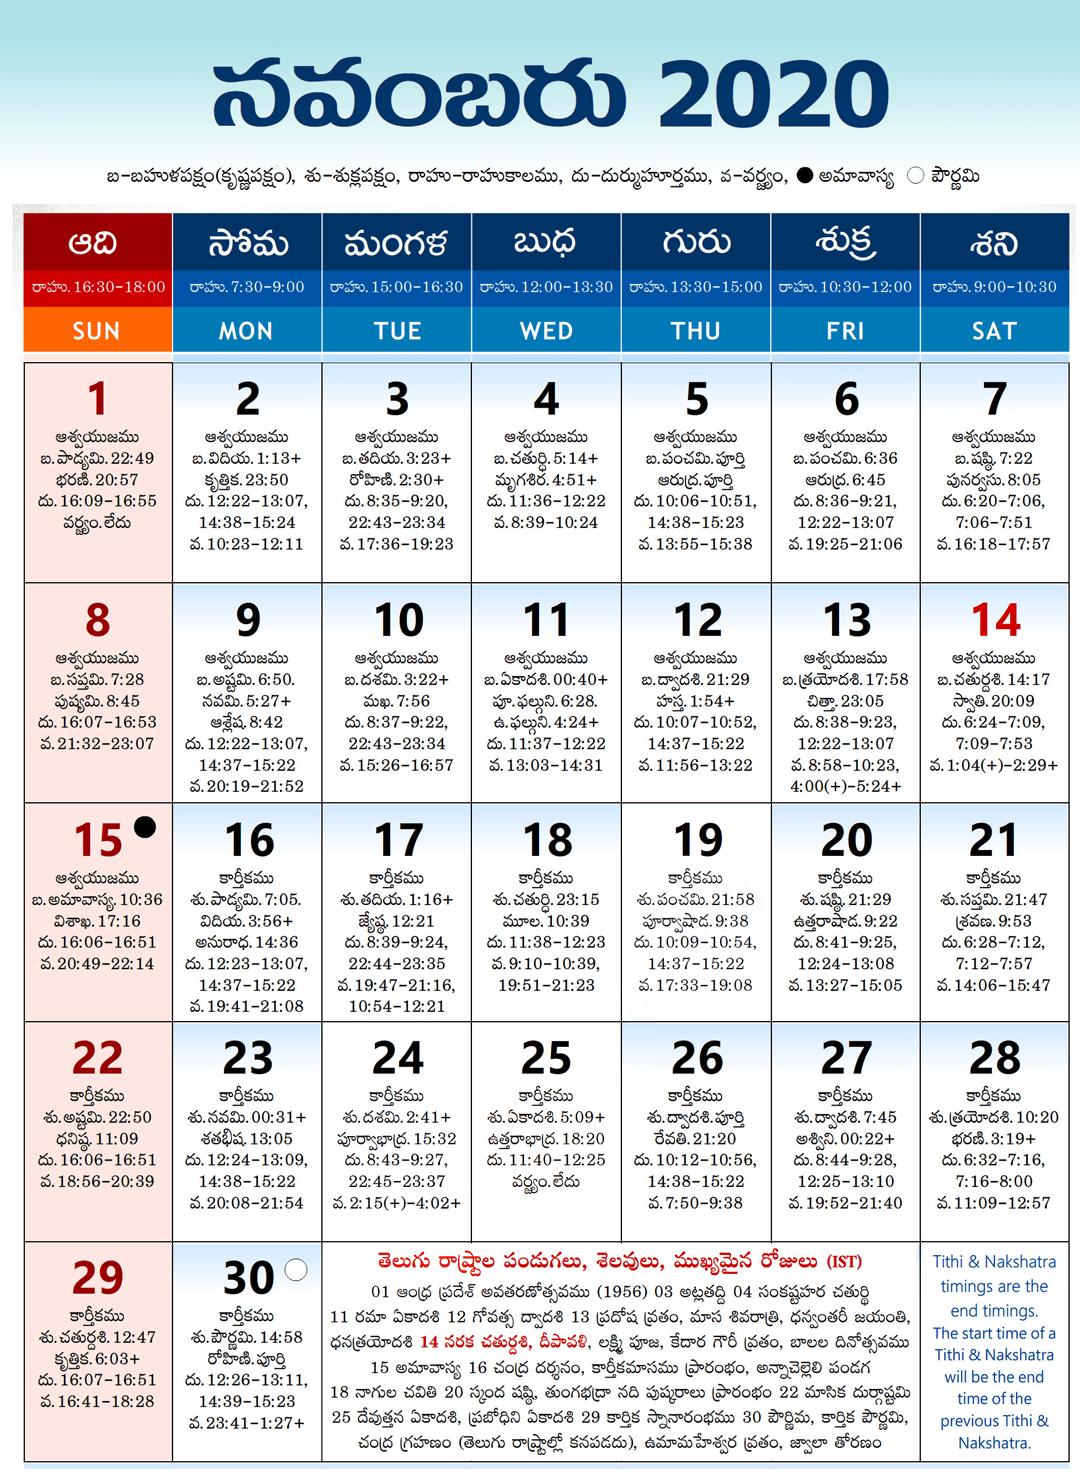 నవంబరు 2020
బ-బహుళపక్షం(కృష్ణపక్షం), శు-శుక్లపక్షం, రాహు-రాహుకాలము, దు-దుర్ముహూర్తము, వ-వర్జ్యం, అమావాస్య పౌర్ణమి
ఆది సోమ మంగళ బుధ గురు శుక్ర శని
రాహు. 16:30-18:00 రాహు. 7:30-9:00 రాహు. 15:00-16:30 రాహు. 12:00-13:30 రాహు. 13:30-15:00 రాహు. 10:30-12:00 రాహు. 9:00-10:30
SUN MON TUE WED THU FRI SAT
1 2 3 4 5 6 7
ఆశ్వయుజము ఆశ్వయుజము ఆశ్వయుజము ఆశ్వయుజము ఆశ్వయుజము ఆశ్వయుజము ఆశ్వయుజము
బ.పాడ్యమి. 22:49 బ.విదియ. 1:13+ బ.తదియ. 3:23+ బ.చతుర్ధి. 5:14+ బ.పంచమి.పూర్తి బ.పంచమి. 6:36 బ.షష్ఠి. 7:22
భరణి. 20:57 కృత్తిక. 23:50 రోహిణి. 2:30+ మృగశిర. 4:51+ ఆరుద్ర.పూర్తి ఆరుద్ర. 6:45 పునర్వసు. 8:05
దు. 16:09-16:55 దు. 12:22-13:07, దు. 8:35-9:20, దు. 11:36-12:22 దు. 10:06-10:51, దు. 8:36-9:21, దు. 6:20-7:06,
వర్జ్యం.లేదు 14:38-15:24 22:43-23:34 వ. 8:39-10:24 14:38-15:23 12:22-13:07 7:06-7:51
వ. 10:23-12:11 వ. 17:36-19:23 వ. 13:55-15:38 వ. 19:25-21:06 వ. 16:18-17:57
8 9 10 11 12 13 14
ఆశ్వయుజము ఆశ్వయుజము ఆశ్వయుజము ఆశ్వయుజము ఆశ్వయుజము ఆశ్వయుజము ఆశ్వయుజము
బ.సప్తమి. 7:28 బ.అష్టమి. 6:50. బ.దశమి. 3:22+ బ.ఏకాదశి. 00:40+ బ.ద్వాదశి. 21:29 బ.త్రయోదశి. 17:58 బ.చతుర్దశి. 14:17
పుష్యమి. 8:45 నవమి. 5:27+ మఖ. 7:56 పూ.ఫల్గుని. 6:28. హస్త. 1:54+ చిత్తా. 23:05 స్వాతి. 20:09
దు. 16:07-16:53 ఆశ్లేష. 8:42 దు. 8:37-9:22, ఉ.ఫల్గుని. 4:24+ దు. 10:07-10:52, దు. 8:38-9:23, దు. 6:24-7:09,
వ. 21:32-23:07 దు. 12:22-13:07, 22:43-23:34 దు. 11:37-12:22 14:37-15:22 12:22-13:07 7:09-7:53
14:37-15:22 వ. 15:26-16:57 వ. 13:03-14:31 వ. 11:56-13:22 వ. 8:58-10:23, వ. 1:04(+)-2:29+
వ. 20:19-21:52 4:00(+)-5:24+
15 16 17 18 19 20 21
ఆశ్వయుజము కార్తీకము కార్తీకము కార్తీకము కార్తీకము కార్తీకము కార్తీకము
బ.అమావాస్య. 10:36 శు.పాడ్యమి. 7:05. శు.తదియ. 1:16+ శు.చతుర్ధి. 23:15 శు.పంచమి. 21:58 శు.షష్ఠి. 21:29 శు.సప్తమి. 21:47
విశాఖ. 17:16 విదియ. 3:56+ జ్యేష్ఠ. 12:21 మూల. 10:39 పూర్వాషాడ. 9:38 ఉత్తరాషాడ. 9:22 శ్రవణ. 9:53
దు. 16:06-16:51 అనురాధ. 14:36 దు. 8:39-9:24, దు. 11:38-12:23 దు. 10:09-10:54, దు. 8:41-9:25, దు. 6:28-7:12,
వ. 20:49-22:14 దు. 12:23-13:07, 22:44-23:35 వ. 9:10-10:39, 14:37-15:22 12:24-13:08 7:12-7:57
14:37-15:22 వ. 19:47-21:16, 19:51-21:23 వ. 17:33-19:08 వ. 13:27-15:05 వ. 14:06-15:47
వ. 19:41-21:08 10:54-12:21
22 23 24 25 26 27 28
కార్తీకము కార్తీకము కార్తీకము కార్తీకము కార్తీకము కార్తీకము కార్తీకము
శు.అష్టమి. 22:50 శు.నవమి. 00:31+ శు.దశమి. 2:41+ శు.ఏకాదశి. 5:09+ శు.ద్వాదశి.పూర్తి శు.ద్వాదశి. 7:45 శు.త్రయోదశి. 10:20
ధనిష్ఠ. 11:09 శతభీష. 13:05 పూర్వాభాద్ర. 15:32 ఉత్తరాభాద్ర. 18:20 రేవతి. 21:20 అశ్విని. 00:22+ భరణి. 3:19+
దు. 16:06-16:51 దు. 12:24-13:09, దు. 8:43-9:27, దు. 11:40-12:25 దు. 10:12-10:56, దు. 8:44-9:28, దు. 6:32-7:16,
వ. 18:56-20:39 14:38-15:22 22:45-23:37 వర్జ్యం.లేదు 14:38-15:22 12:25-13:10 7:16-8:00
వ. 20:08-21:54 వ. 2:15(+)-4:02+ వ. 7:50-9:38 వ. 19:52-21:40 వ. 11:09-12:57
29 30
కార్తీకము కార్తీకము
శు.చతుర్దశి. 12:47 శు.పౌర్ణమి. 14:58
కృత్తిక. 6:03+ రోహిణి.పూర్తి
దు. 16:07-16:51 దు. 12:26-13:11,
వ. 16:41-18:28 14:39-15:23
వ. 23:41-1:27+
తెలుగు రాష్ట్రాల పండుగలు, శెలవులు, ముఖ్యమైన రోజులు (IST)
01 ఆంధ్ర ప్రదేశ్ అవతరణోత్సవము (1956) 03 అట్లతద్ది 04 సంకష్టహర చతుర్థి
11 రమా ఏకాదశి 12 గోవత్స ద్వాదశి 13 ప్రదోష వ్రతం, మాస శివరాత్రి, ధన్వంతరీ జయంతి,
ధనత్రయోదశి 14 నరక చతుర్దశి, దీపావళి, లక్ష్మి పూజ, కేదార గౌరీ వ్రతం, బాలల దినోత్సవము
15 అమావాస్య 16 చంద్ర దర్శనం, కార్తీకమాసము ప్రారంభం, అన్నాచెల్లెలి పండగ
18 నాగుల చవితి 20 స్కంద షష్ఠి, తుంగభద్రా నది పుష్కరాలు ప్రారంభం 22 మాసిక దుర్గాష్టమి
25 దేవుత్తన ఏకాదశి, ప్రబోధిని ఏకాదశి 29 కార్తిక స్నానారంభము 30 పౌర్ణిమ, కార్తిక పౌర్ణమి,
చంద్ర గ్రహణం (తెలుగు రాష్ట్రాల్లో కనపడదు), ఉమామహేశ్వర వ్రతం, జ్వాలా తోరణం
Tithi & Nakshatra
timings are the
end timings.
The start time of a
Tithi & Nakshatra
will be the end
time of the
previous Tithi &
Nakshatra.